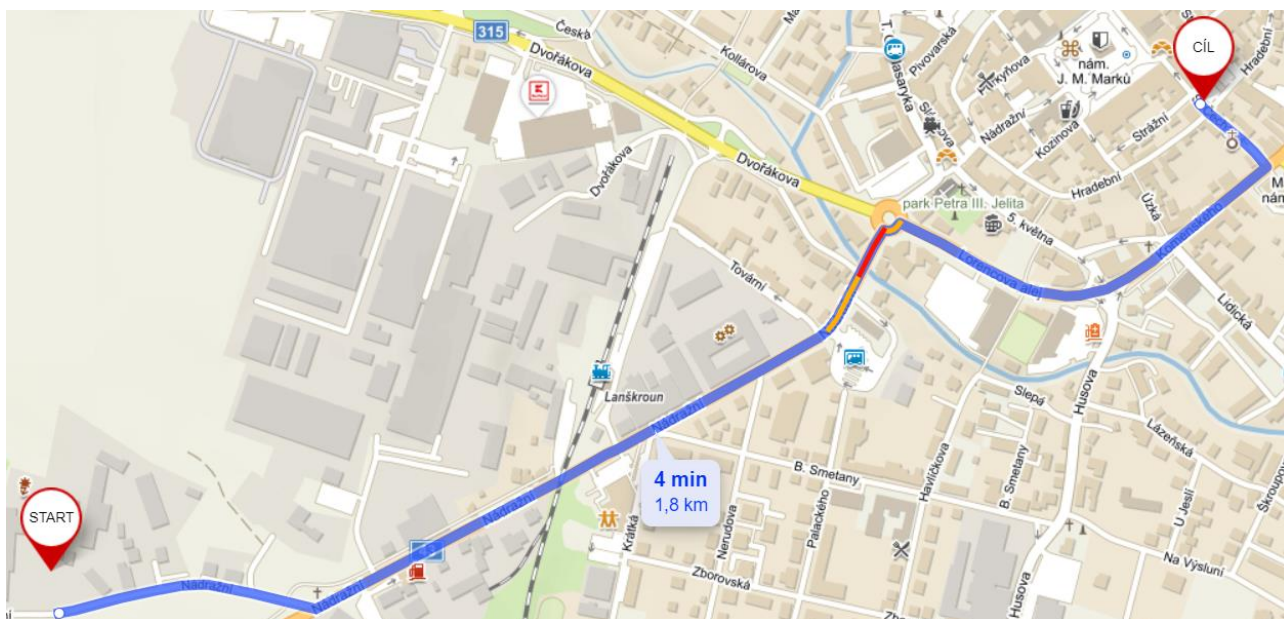 315
Česká
Dvořákova
Kollárova
Pivovarská
nám.
J. M. Marků
CÍL
Hradební
Nádražní
Kozinova
Strážní
Dvořákova
Dvořákova
Hradební
park Petra III. Jelita
5. května
Úzká
Komenského
Lorencova alej
Tovární
Lidická
Lanškroun
Nádražní
Husova
Slepá
Lázeňská
4 min
1,8 km
B. Smetany
Havlíčkova
B. Smetany
Palackého
Nerudova
Krátká
U Jeslí
Nádražní
START
Na Výsluní
Zborovská
Nádražní
Nádražní
Husova